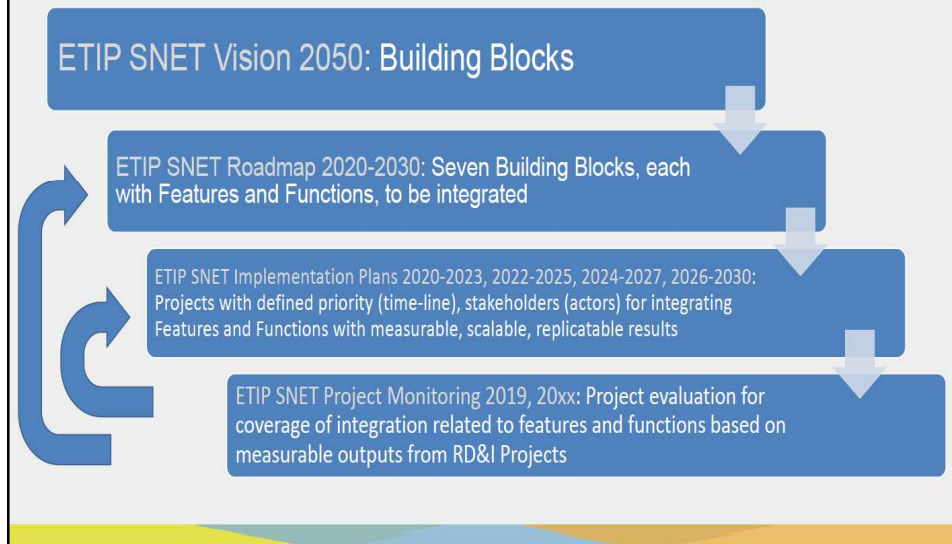 ETIP SNET Vision 2050: Building Blocks
ETIP SNET Roadmap 2020-2030: Seven Building Blocks, each
with Features and Functions, to be integrated
ETIP SNET Implementation Plans 2020-2023, 2022-2025, 2024-2027, 2026-2030:
Projects with defined priority (time-line), stakeholders (actors) for integrating
Features and Functions with measurable, scalable, replicatable results
ETIP SNET Project Monitoring 2019, 20xx: Project evaluation for
coverage of integration related to features and functions based on
measurable outputs from RD&I Projects